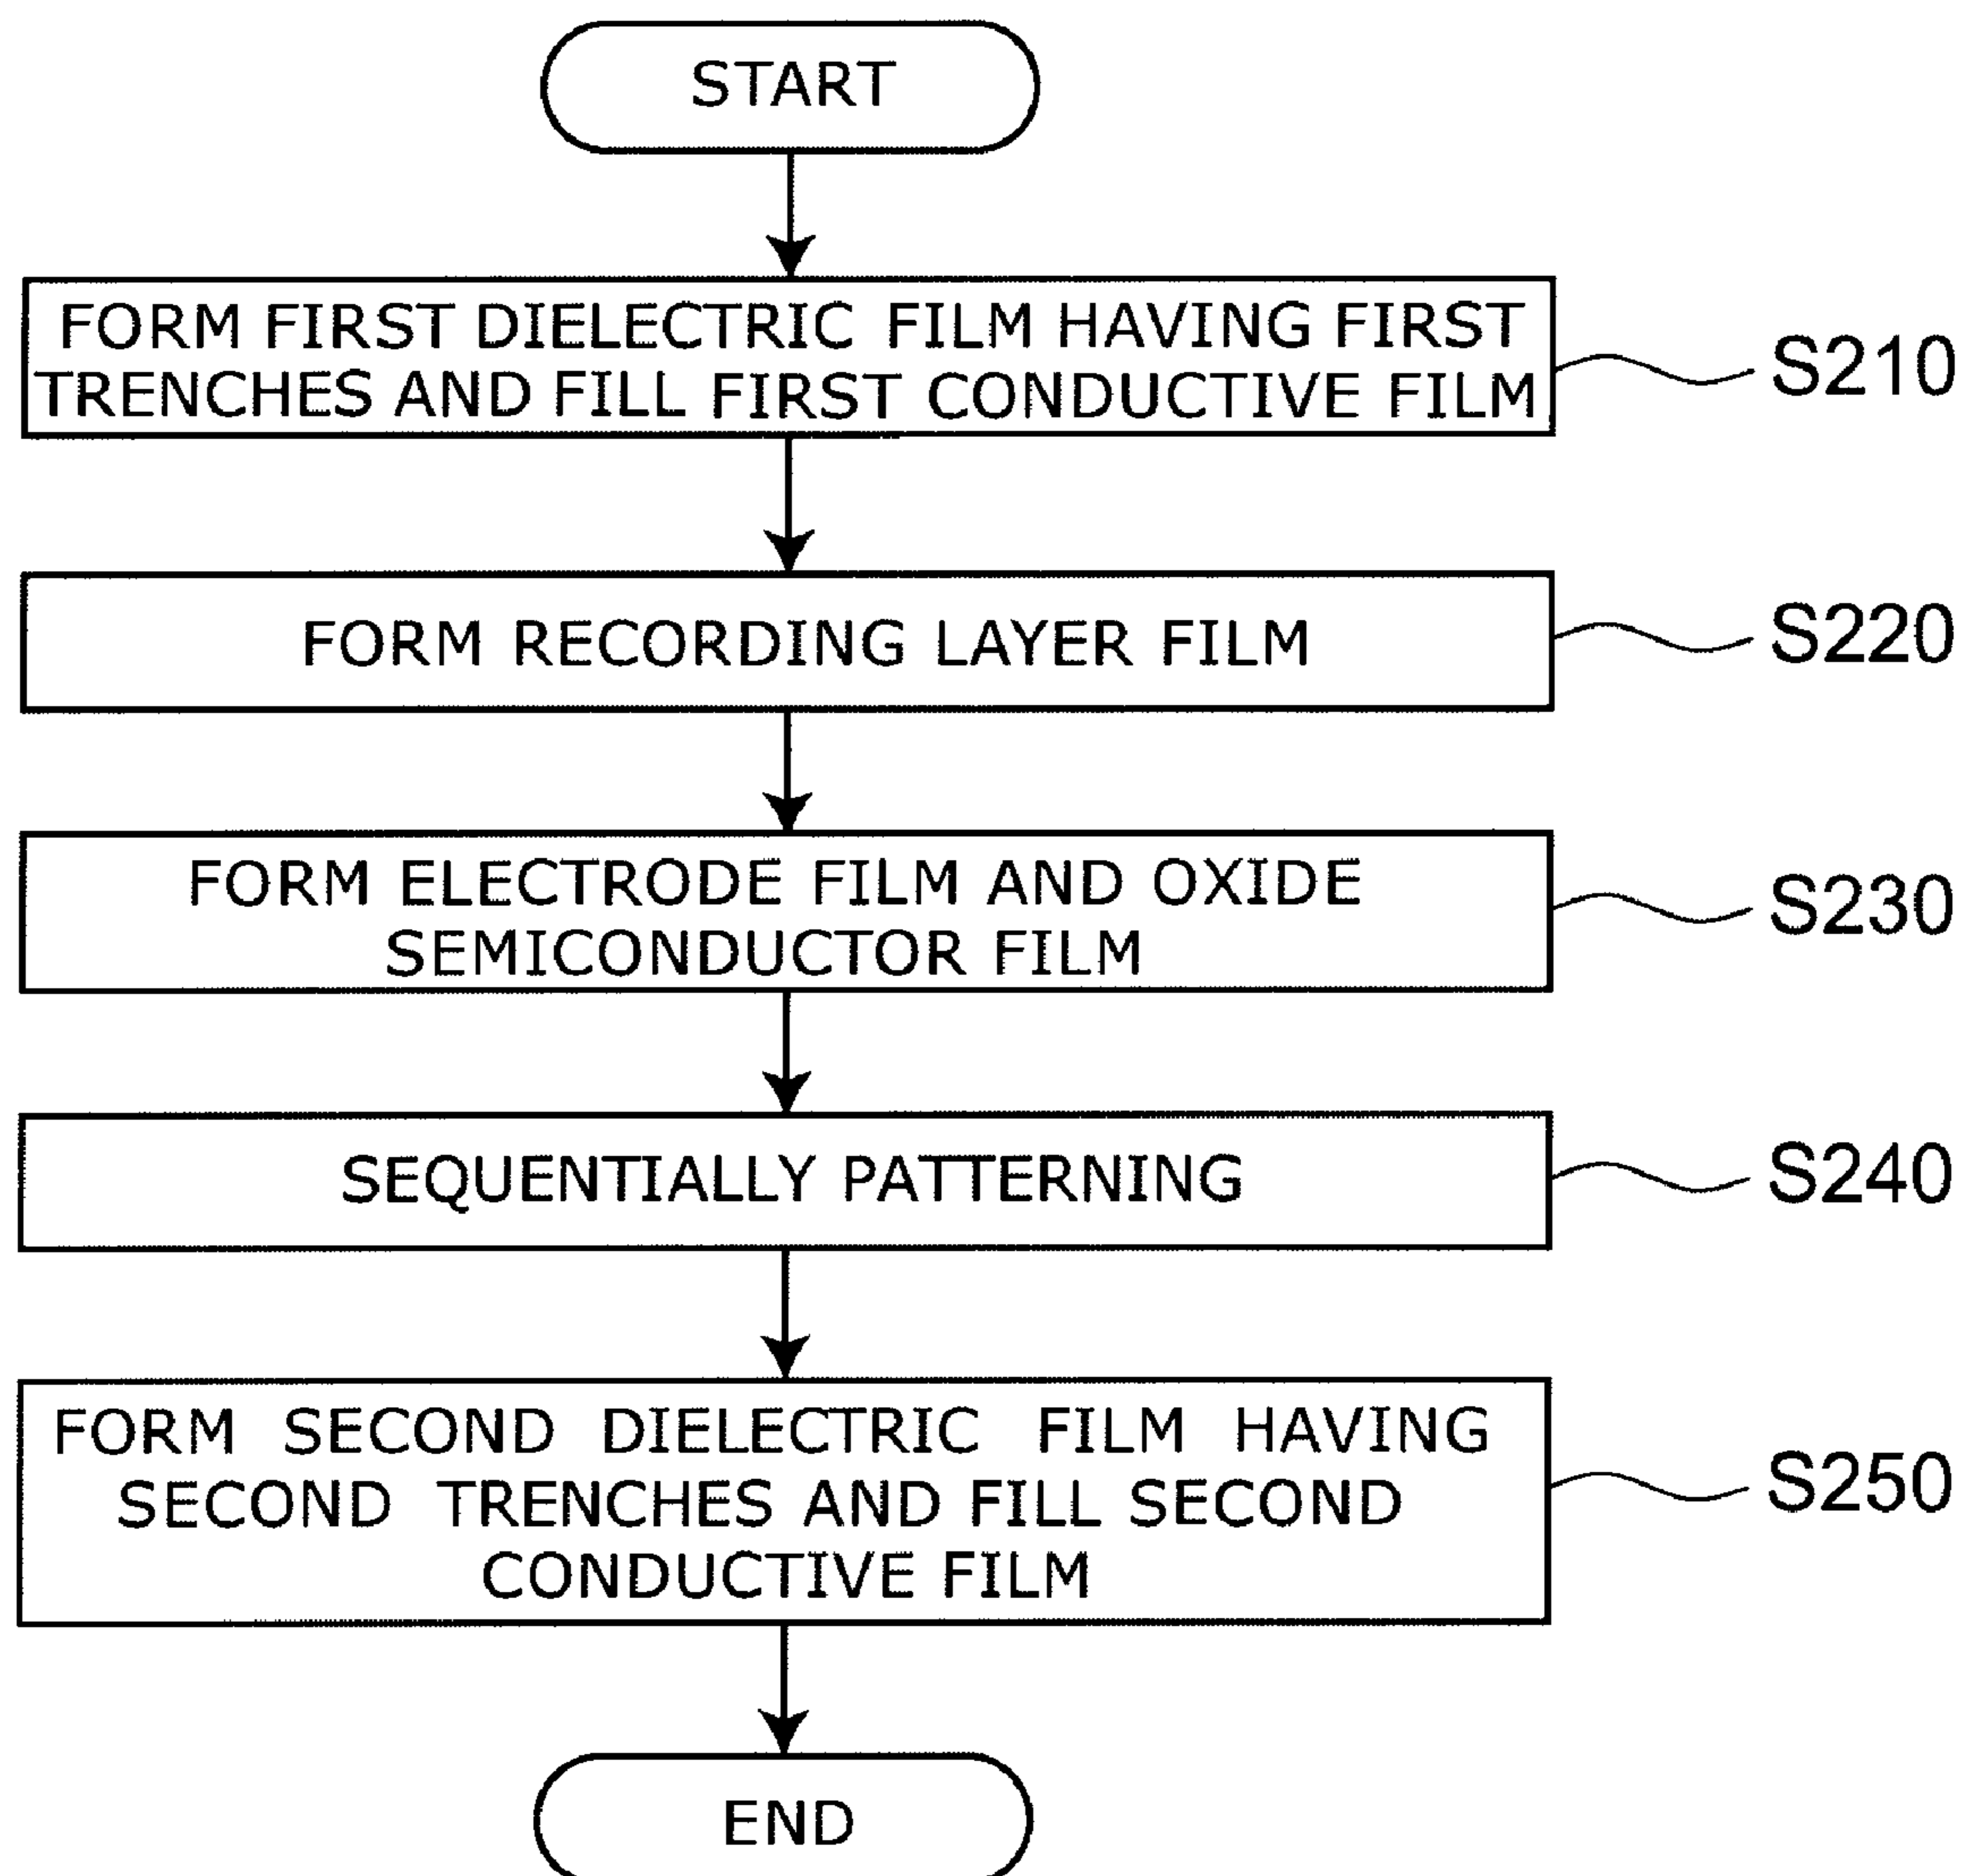 START
FORM FIRST DIELECTRIC FILM HAVING FIRST
TRENCHES AND FILL FIRST CONDUCTIVE FILM
S210
FORM RECORDING LAYER FILM
S220
FORM ELECTRODE FILM AND OXIDE
SEMICONDUCTOR FILM
S230
SEQUENTIALLY PATTERNING
S240
FORM SECOND DIELECTRIC FILM HAVING
SECOND TRENCHES AND FILL SECOND
CONDUCTIVE FILM
S250
END